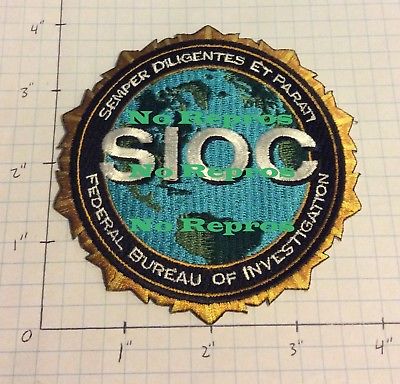 4"
3"
2"
1"
0
1"
2"
3"
4"
SEMPER DILIGENTES ET PARATI
No Repros
SIOC
No Repros
No Repros
FEDERAL BUREAU OF INVESTIGATION